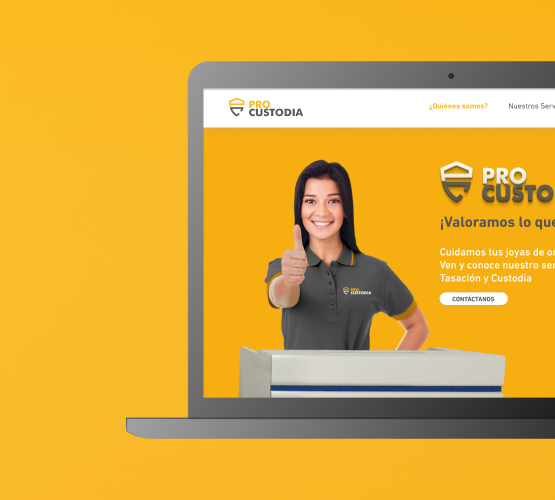 PRO
CUSTODIA
¿Quiénes somos? Nuestros Serv
PRO
CUSTO
¡Valoramos lo que
Cuidamos tus joyas de o
Ven y conoce nuestro ser
Tasación y Custodia
CONTÁCTANOS
PRO
CUSTODIA